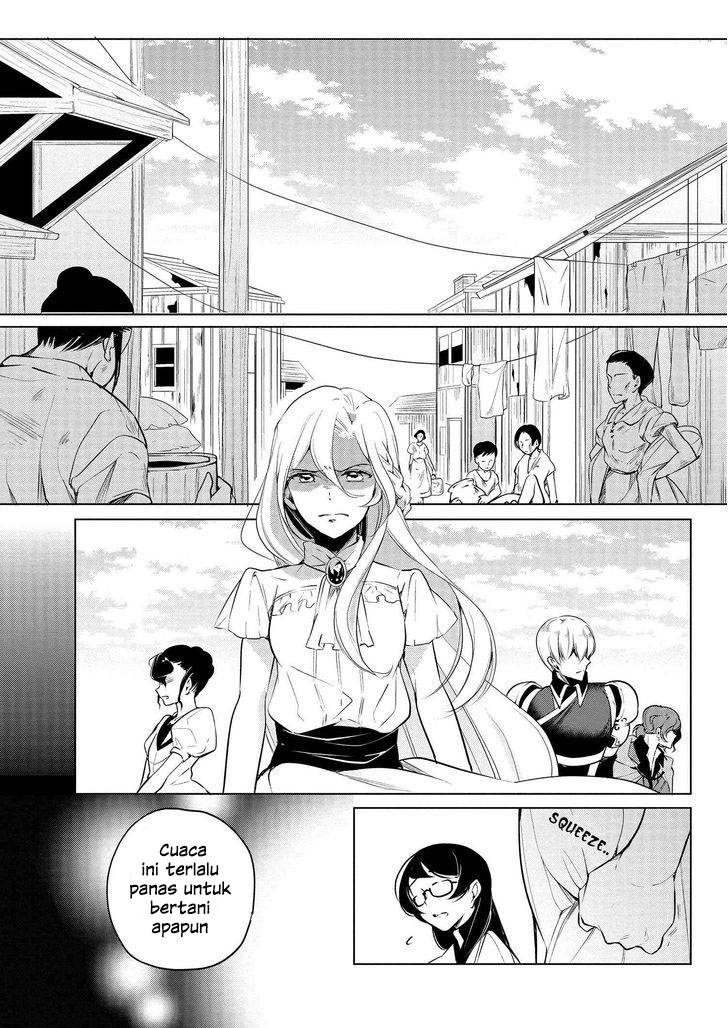 SQUEEZE..
Cuaca
ini terlalu
panas untuk
bertani
apapun